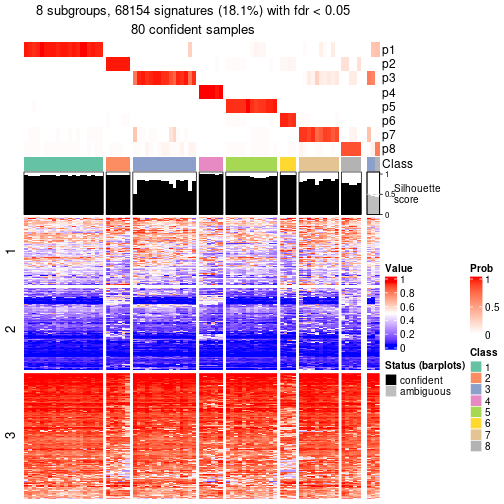 8 subgroups, 68154 signatures (18.1%) with fdr < 0.05
80 confident samples
p1
p2
p3
p4
p5
p6
p7
p8
Class
1
0.5
0
Silhouette
score
1
2
3
Value
1
0.8
0.6
0.4
0.2
0
Status (barplots)
confident
ambiguous
Prob
1
0.5
0
Class
1
2
3
4
5
6
7
8